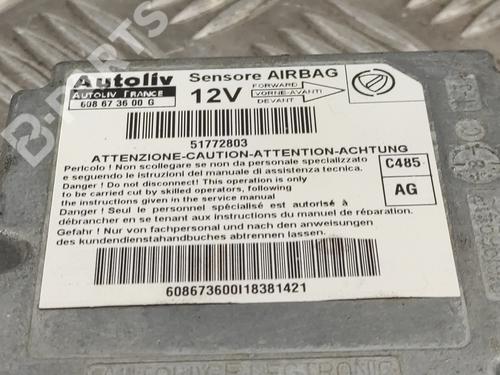 Autoliv
AUTOLIV FRANCE
608 67 36 00 G
Sensore AIRBAG
12V
FORWARD
VORNE-AVANTI
DEVANT
51772803
ATTENZIONE-CAUTION-ATTENTION-ACHTUNG
Pericolo ! Non scollegare se non da personale specializzato
e seguendo le istruzioni del manuale di assistenza tecnica.
Danger ! Do not disconnect! This operation is only
to be carried cut by skilled operators, following
the instructions given in the service manual
Danger ! Seul le personnel spécialisé est autorisé à
débrancher en se tenant aux instructions du manuel de réparation.
Gefahr ! Nur von fachpersonal und nach den anweisungen
des kundendiensthandbuches abtrennen lassen.
C485
AG
608673600I18381421
B-PARTS